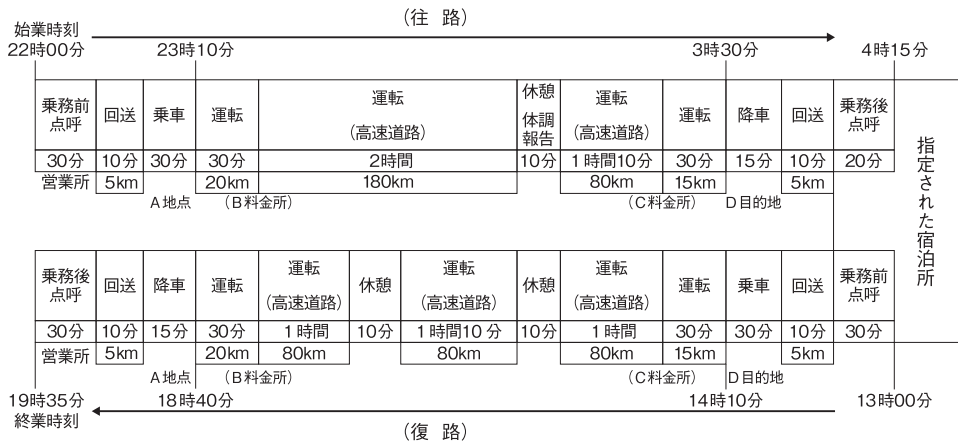 （往 路）
始業時刻
22時00分 23時10分 3時30分 4時15分
乗務前点呼 回送 乗車 運転 運転（高速道路） 休憩 体調報告 運転（高速道路） 運転 降車 回送 乗務後点呼
30分 10分 30分 30分 2時間 10分 1時間10分 30分 15分 10分 20分
営業所 5km 20km 180km 80km 15km 5km
A地点 （B料金所） （C料金所） D目的地
指定された宿泊所
乗務後点呼 回送 降車 運転 運転（高速道路） 休憩 運転（高速道路） 休憩 運転（高速道路） 運転 乗車 回送 乗務前点呼
30分 10分 15分 30分 1時間 10分 1時間10分 10分 1時間 30分 30分 10分 30分
営業所 5km 20km 80km 80km 80km 15km 5km
A地点 （B料金所） （C料金所） D目的地
19時35分 18時40分 14時10分 13時00分
終業時刻
（復 路）